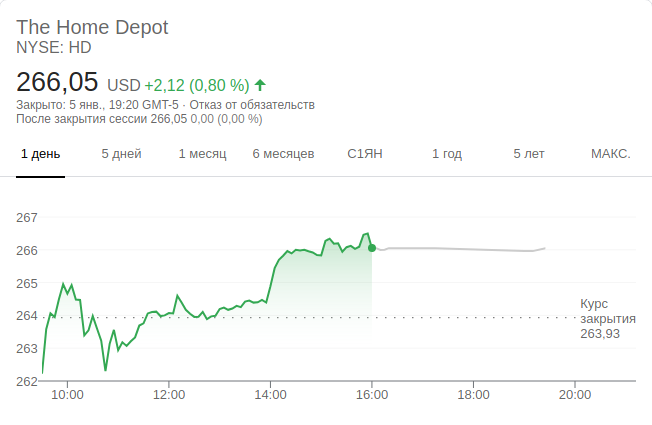 The Home Depot
NYSE: HD
266,05 USD +2,12 (0,80 %)
Закрыто: 5 янв., 19:20 GMT-5 · Отказ от обязательств
После закрытия сессии 266,05 0,00 (0,00 %)
1 день 5 дней 1 месяц 6 месяцев С1ЯН 1 год 5 лет МАКС.
267
266
265
264
263
262
Курс
закрытия
263,93
10:00 12:00 14:00 16:00 18:00 20:00